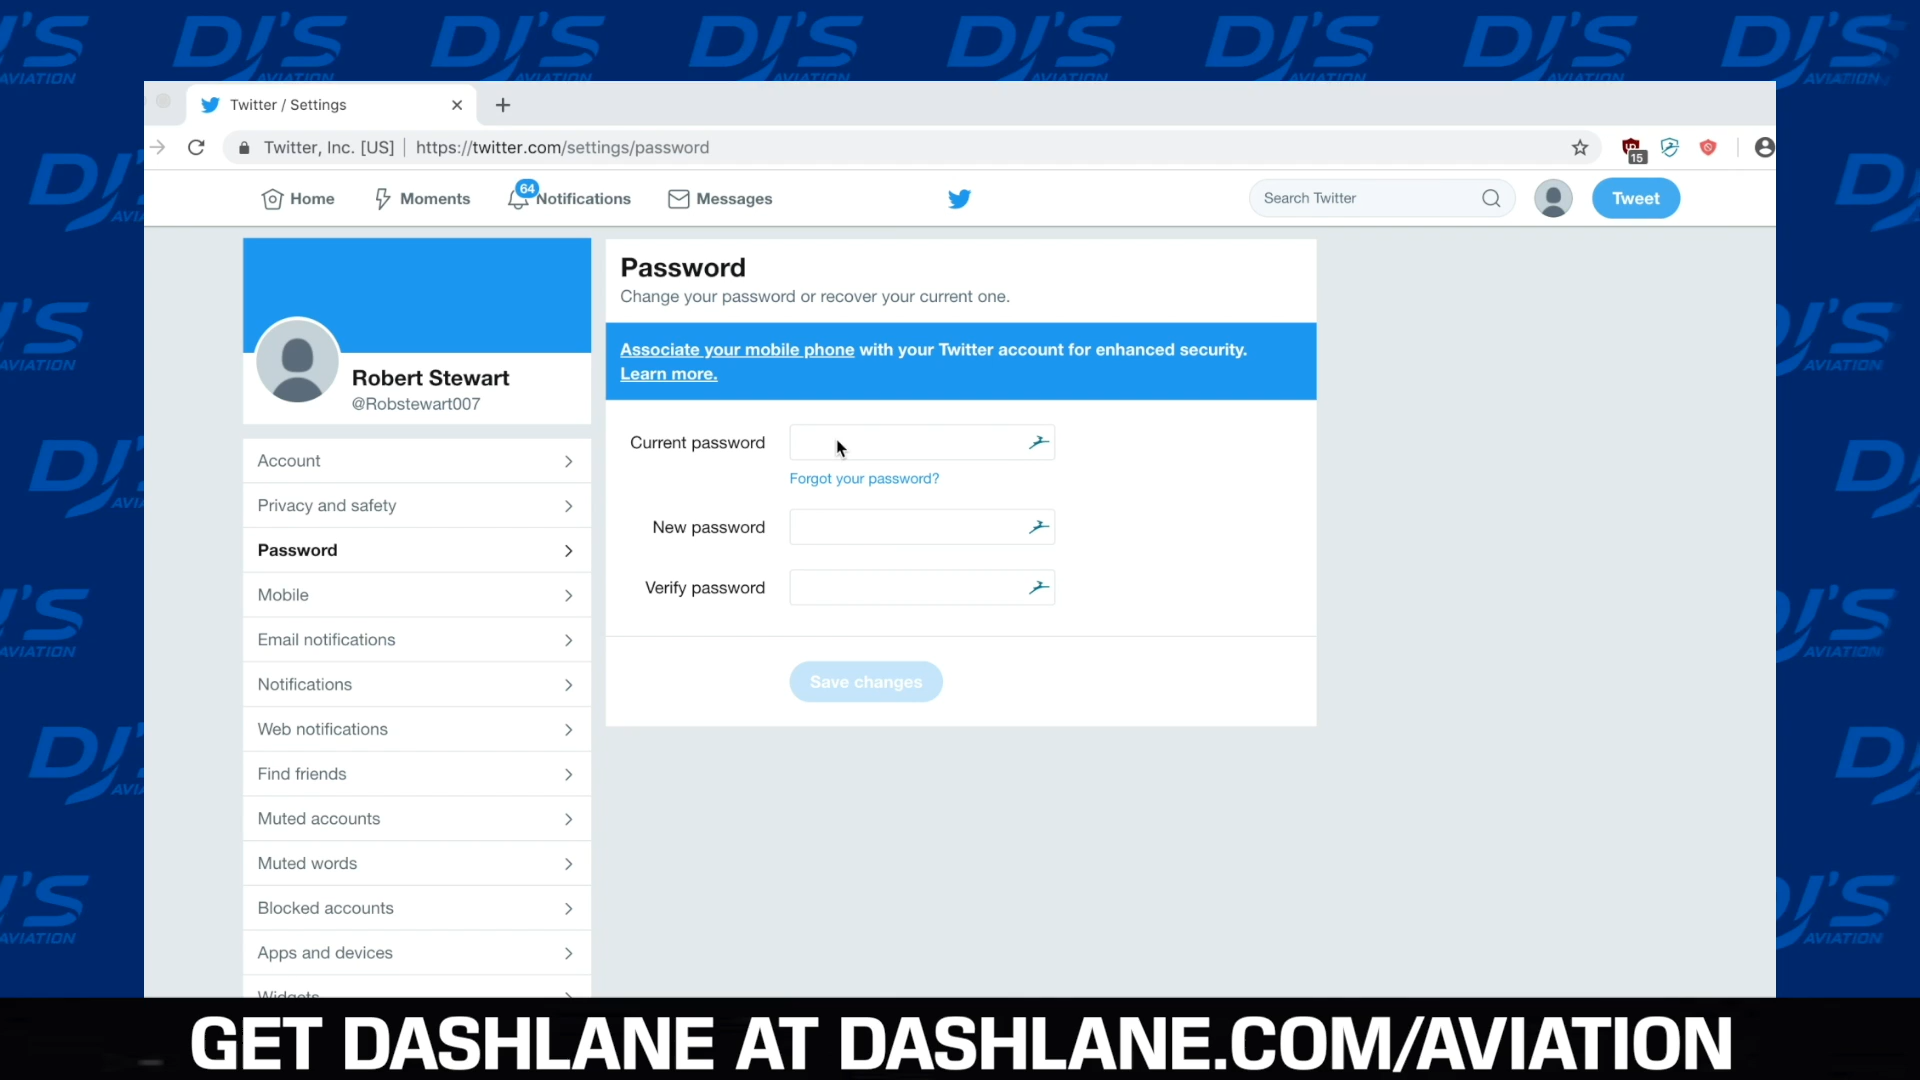 DJ'S AVIATION
Twitter / Settings
Twitter, Inc. [US] | https://twitter.com/settings/password
15
Home
Moments
64
Notifications
Messages
Search Twitter
Tweet
Robert Stewart
@Robstewart007
Account
Privacy and safety
Password
Mobile
Email notifications
Notifications
Web notifications
Find friends
Muted accounts
Muted words
Blocked accounts
Apps and devices
Widgets
Password
Change your password or recover your current one.
Associate your mobile phone with your Twitter account for enhanced security.
Learn more.
Current password
Forgot your password?
New password
Verify password
Save changes
GET DASHLANE AT DASHLANE.COM/AVIATION